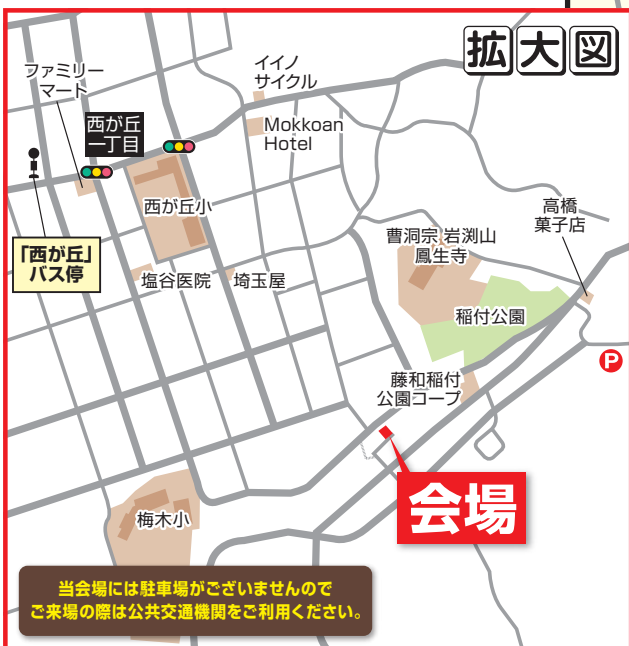 拡大図
ファミリー
マート
イイノ
サイクル
西が丘
一丁目
Mokkoan
Hotel
西が丘小
高橋
菓子店
「西が丘」
バス停
曹洞宗 岩渕山
鳳生寺
塩谷医院
埼玉屋
稲付公園
P
藤和稲付
公園コープ
会場
梅木小
当会場には駐車場がございませんので
ご来場の際は公共交通機関をご利用ください。